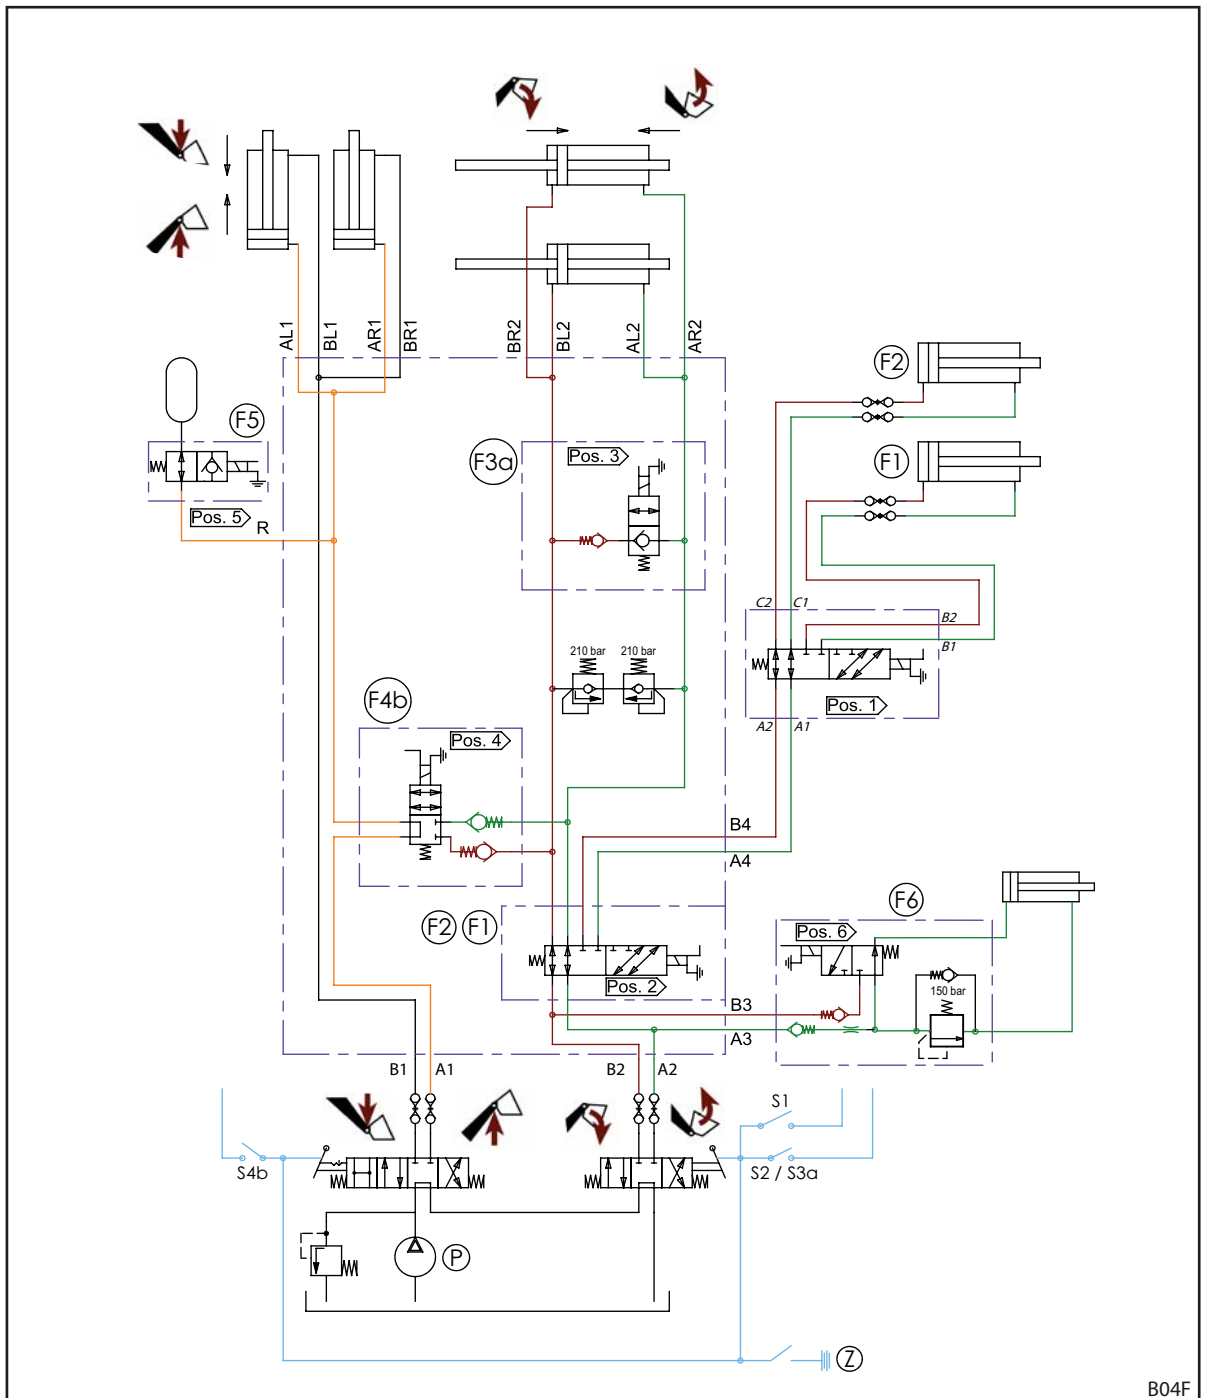 AL1
BL1
AR1
BR1
BR2
BL2
AL2
AR2
F2
F5
F3a
Pos. 3
F1
Pos. 5
R
C2
C1
B2
B1
210 bar
210 bar
F4b
Pos. 1
A2
A1
Pos. 4
B4
A4
F2
F1
F6
Pos. 6
Pos. 2
150 bar
B3
A3
B1
A1
B2
A2
S1
S4b
S2 / S3a
P
Z
B04F